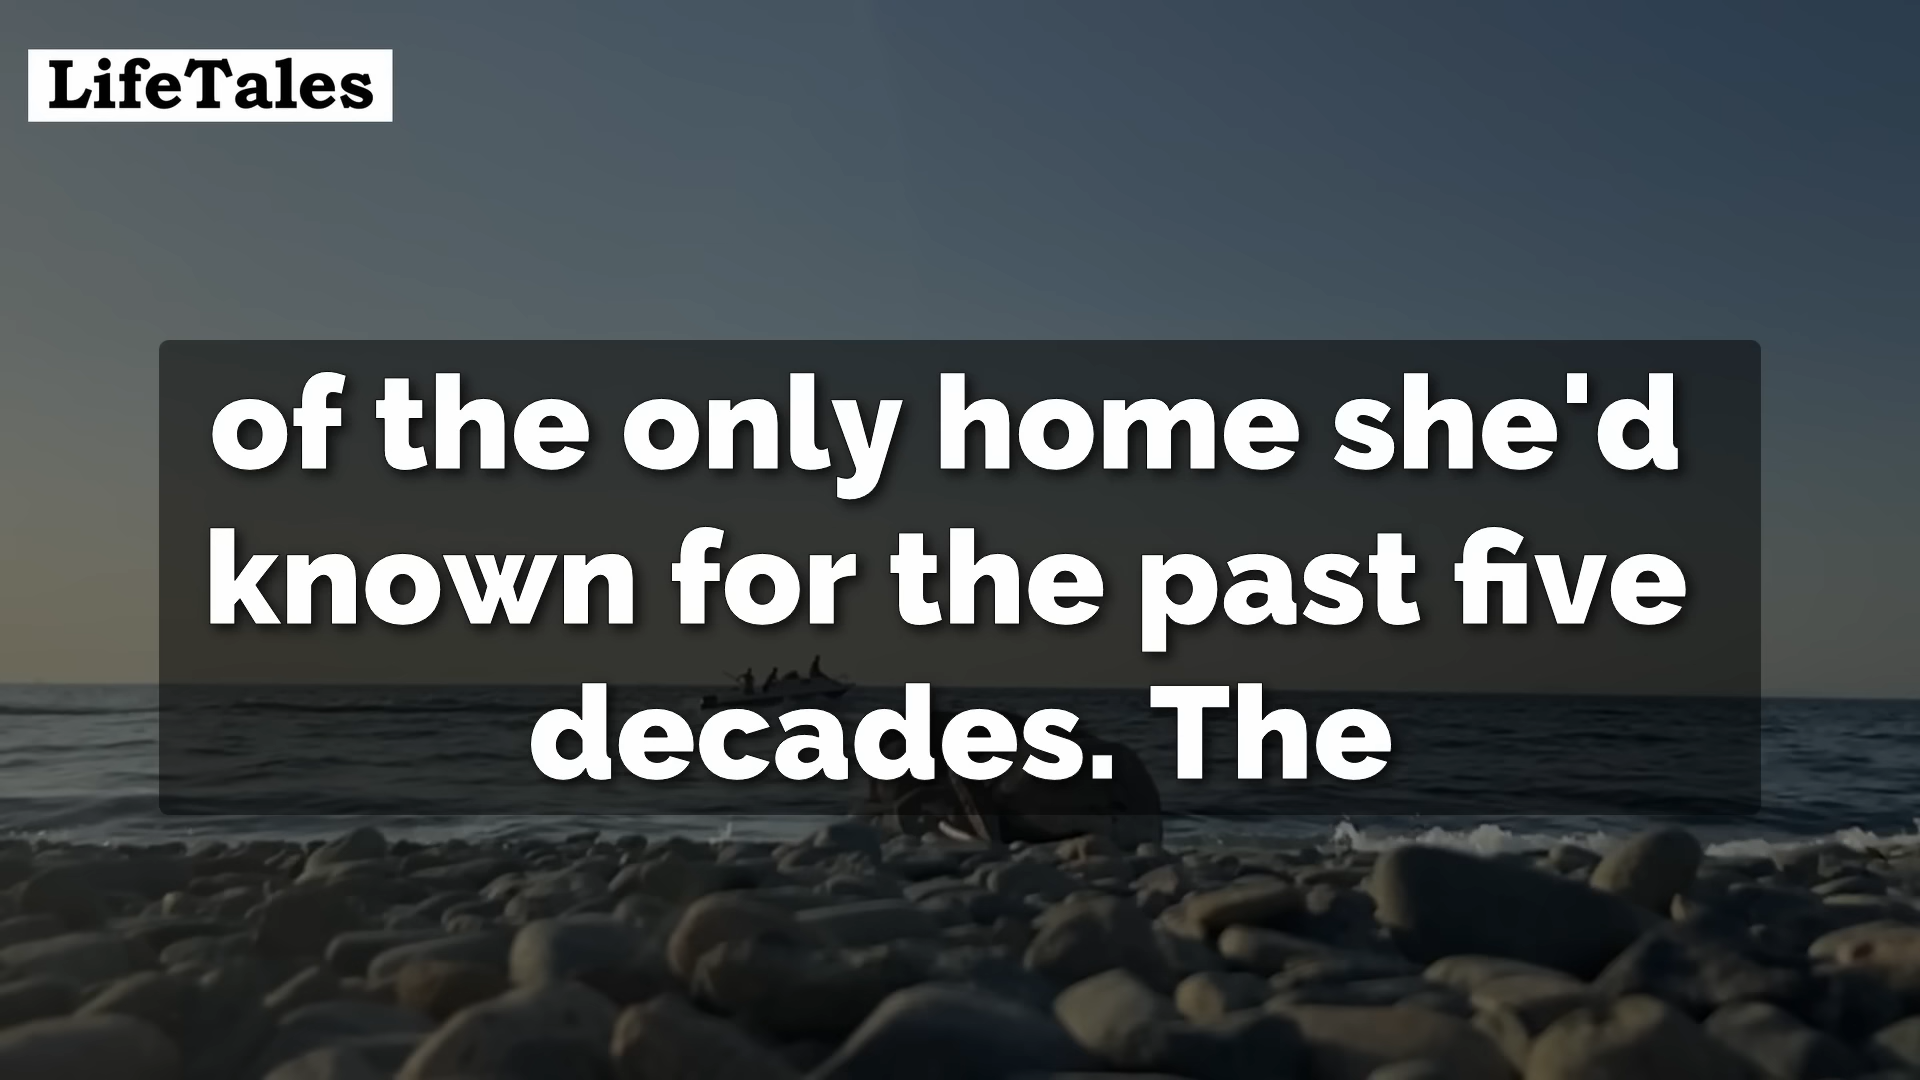 LifeTales
of the only home she'd
known for the past five
decades. The